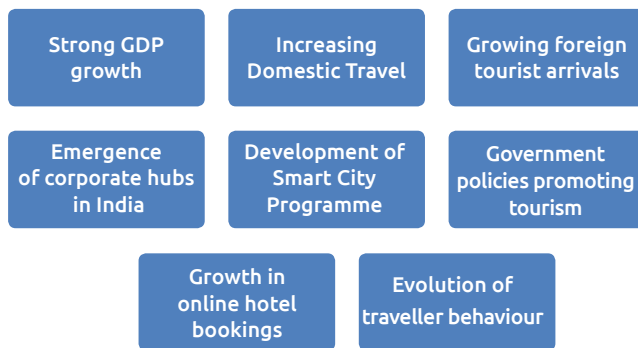 Strong GDP
growth
Increasing
Domestic Travel
Growing foreign
tourist arrivals
Emergence
of corporate hubs
in India
Development of
Smart City
Programme
Government
policies promoting
tourism
Growth in
online hotel
bookings
Evolution of
traveller behaviour